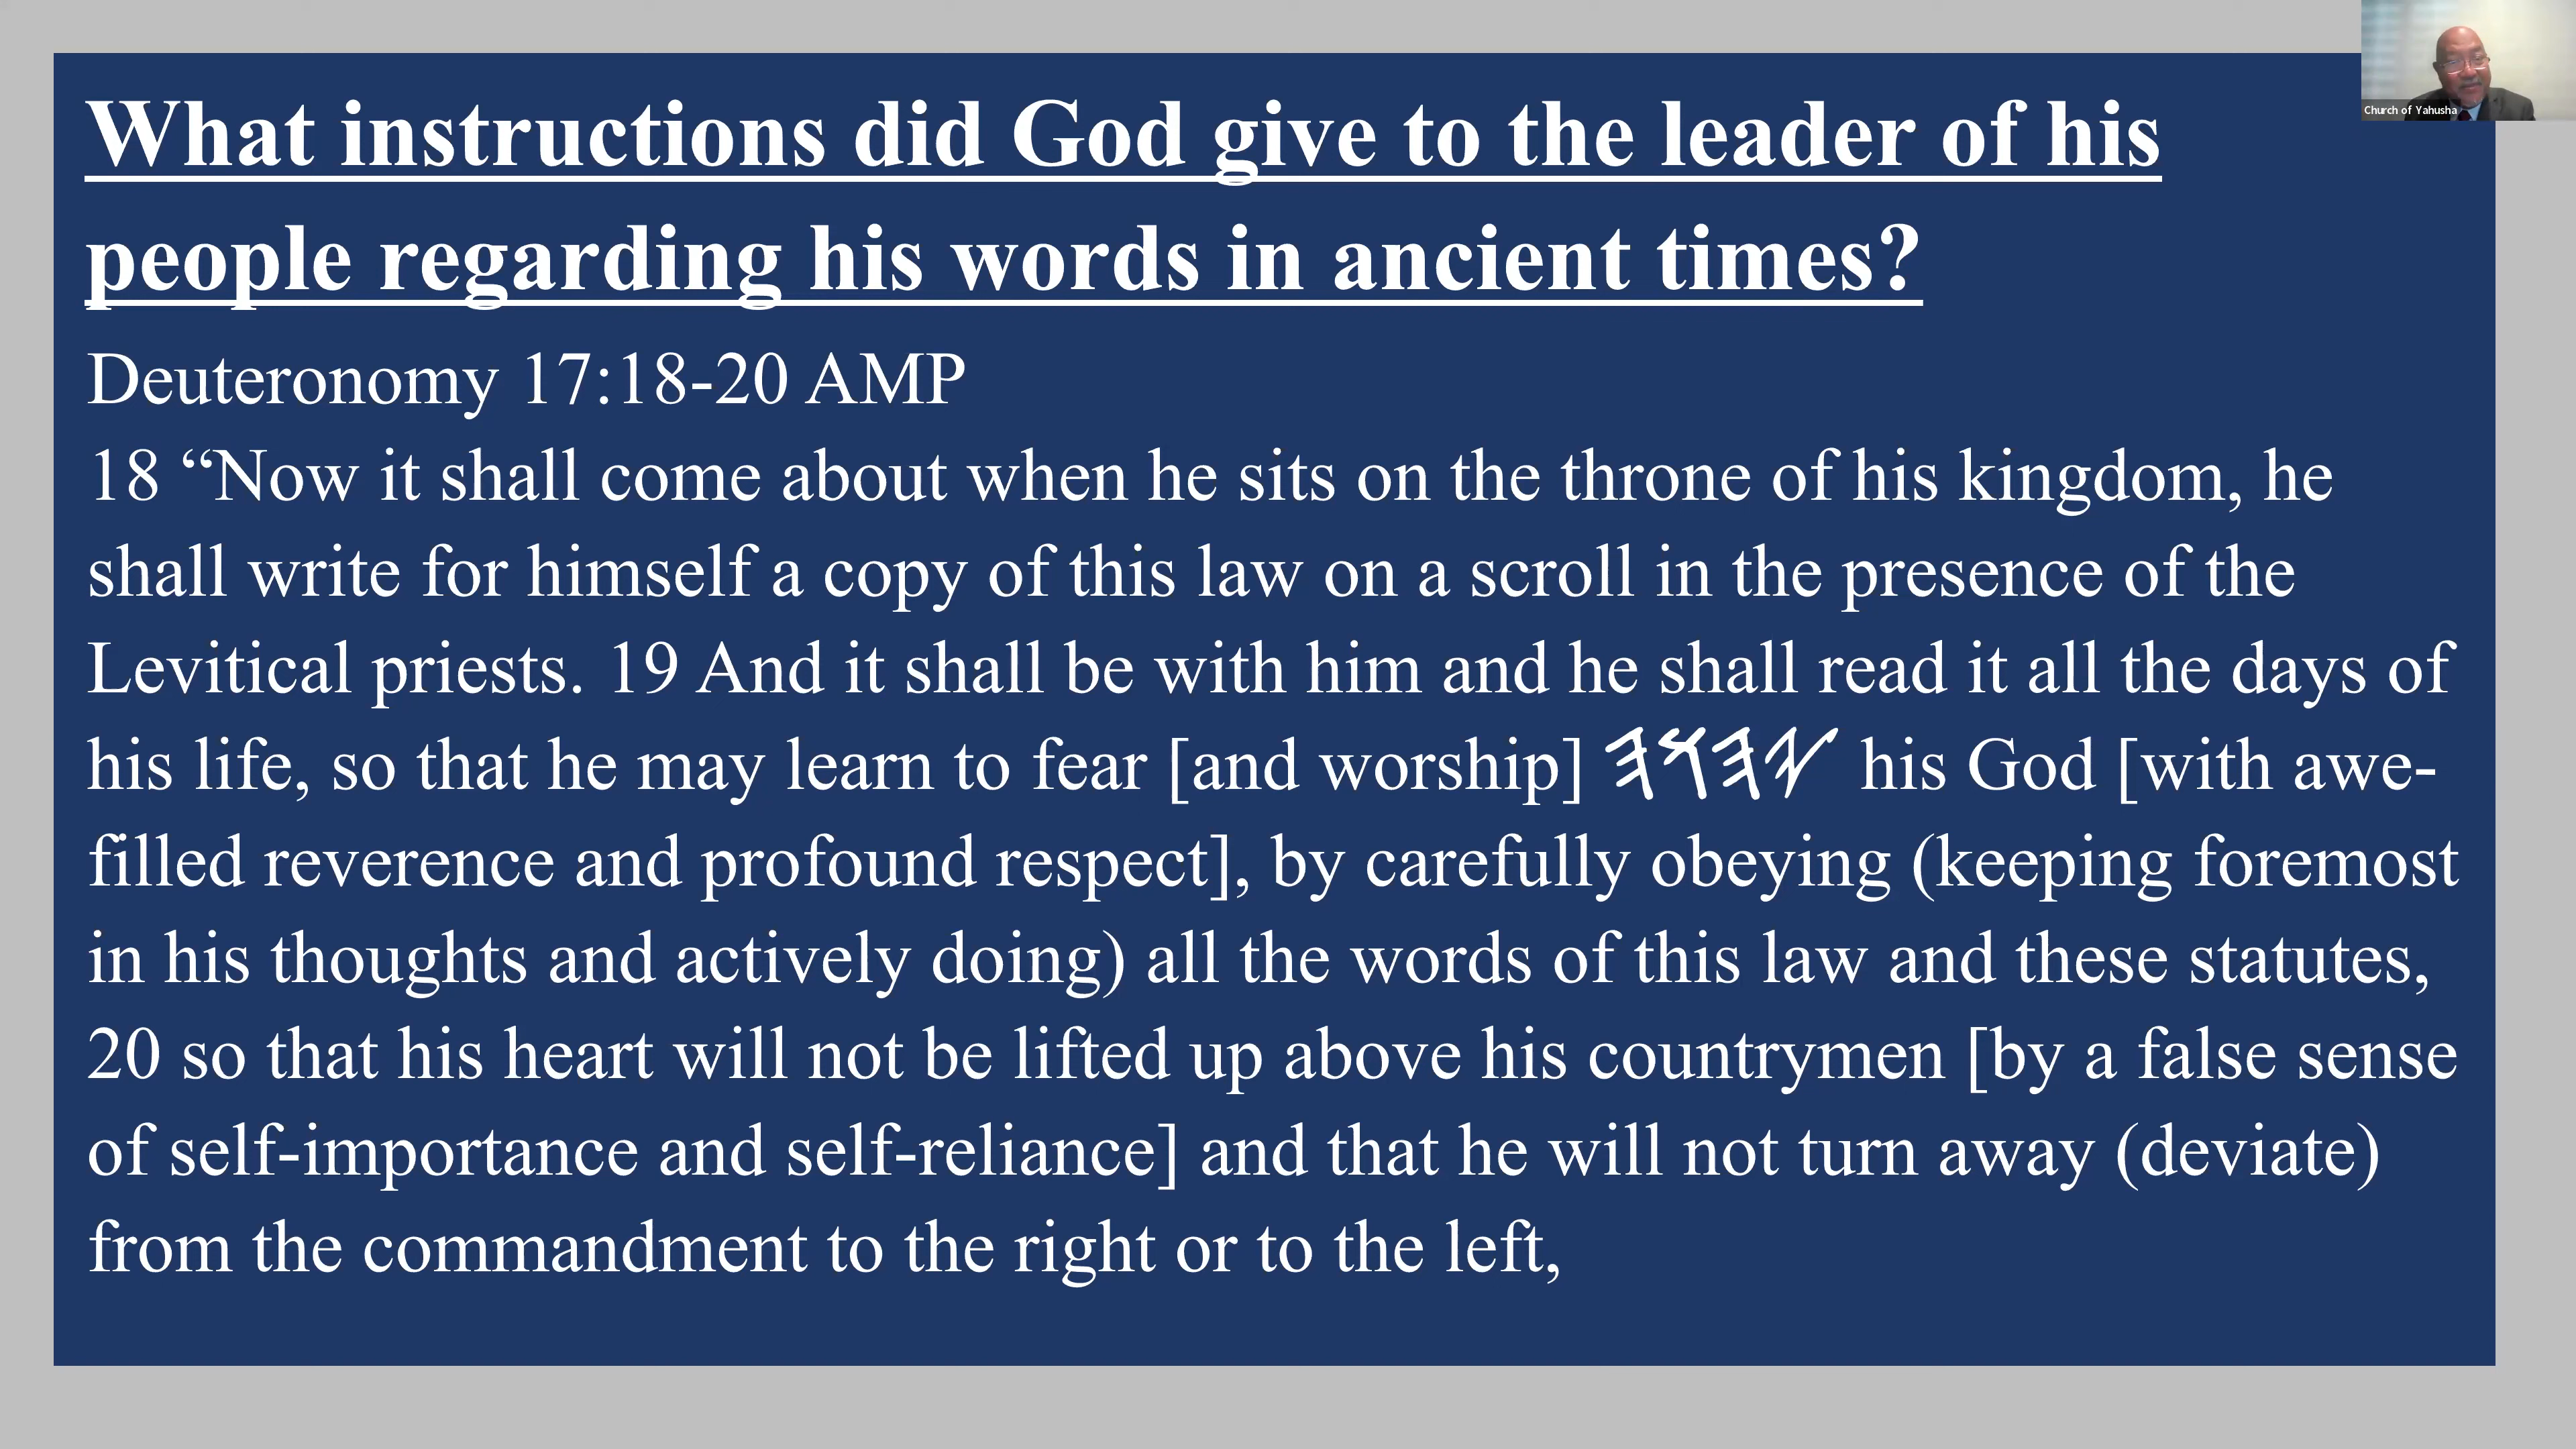 What instructions did God give to the leader of his
people regarding his words in ancient times?
Deuteronomy 17:18-20 AMP
18 “Now it shall come about when he sits on the throne of his kingdom, he
shall write for himself a copy of this law on a scroll in the presence of the
Levitical priests. 19 And it shall be with him and he shall read it all the days of
his life, so that he may learn to fear [and worship] 𐤉𐤄𐤅𐤄 his God [with awe-
filled reverence and profound respect], by carefully obeying (keeping foremost
in his thoughts and actively doing) all the words of this law and these statutes,
20 so that his heart will not be lifted up above his countrymen [by a false sense
of self-importance and self-reliance] and that he will not turn away (deviate)
from the commandment to the right or to the left,
Church of Yahusha